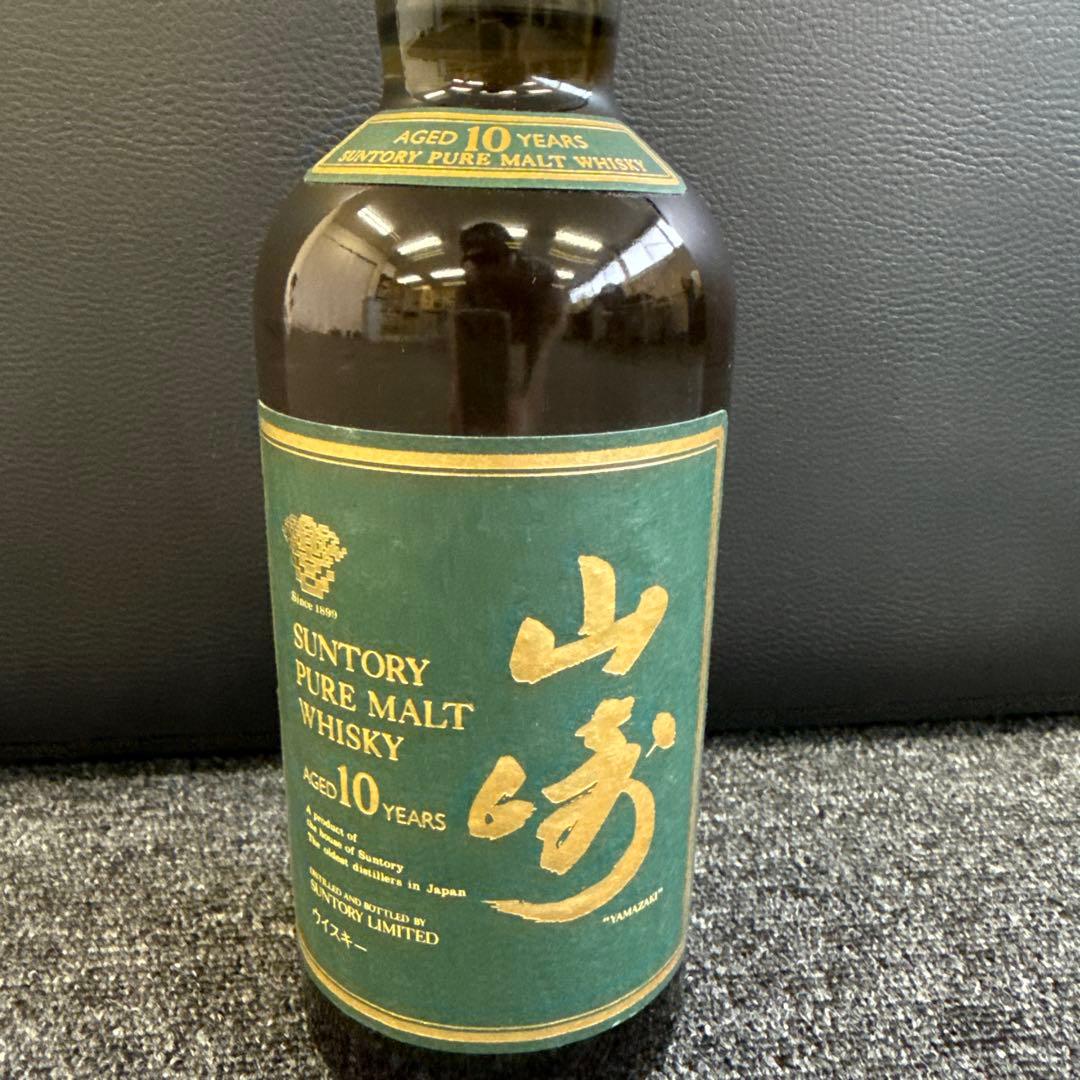 AGED 10 YEARS
SUNTORY PURE MALT WHISKY
Since 1899
SUNTORY
PURE MALT
WHISKY
AGED 10 YEARS
A product of
the house of Suntory
The oldest distillers in Japan
DISTILLED AND BOTTLED BY
SUNTORY LIMITED
ウイスキー
山崎
"YAMAZAKI"